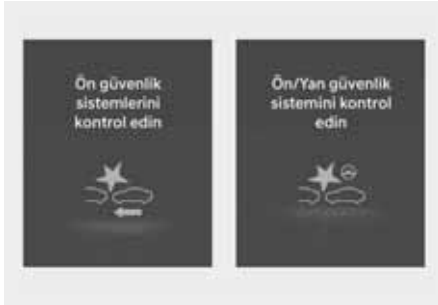 Ön güvenlik
sistemlerini
kontrol edin
Ön/Yan güvenlik
sistemini kontrol
edin